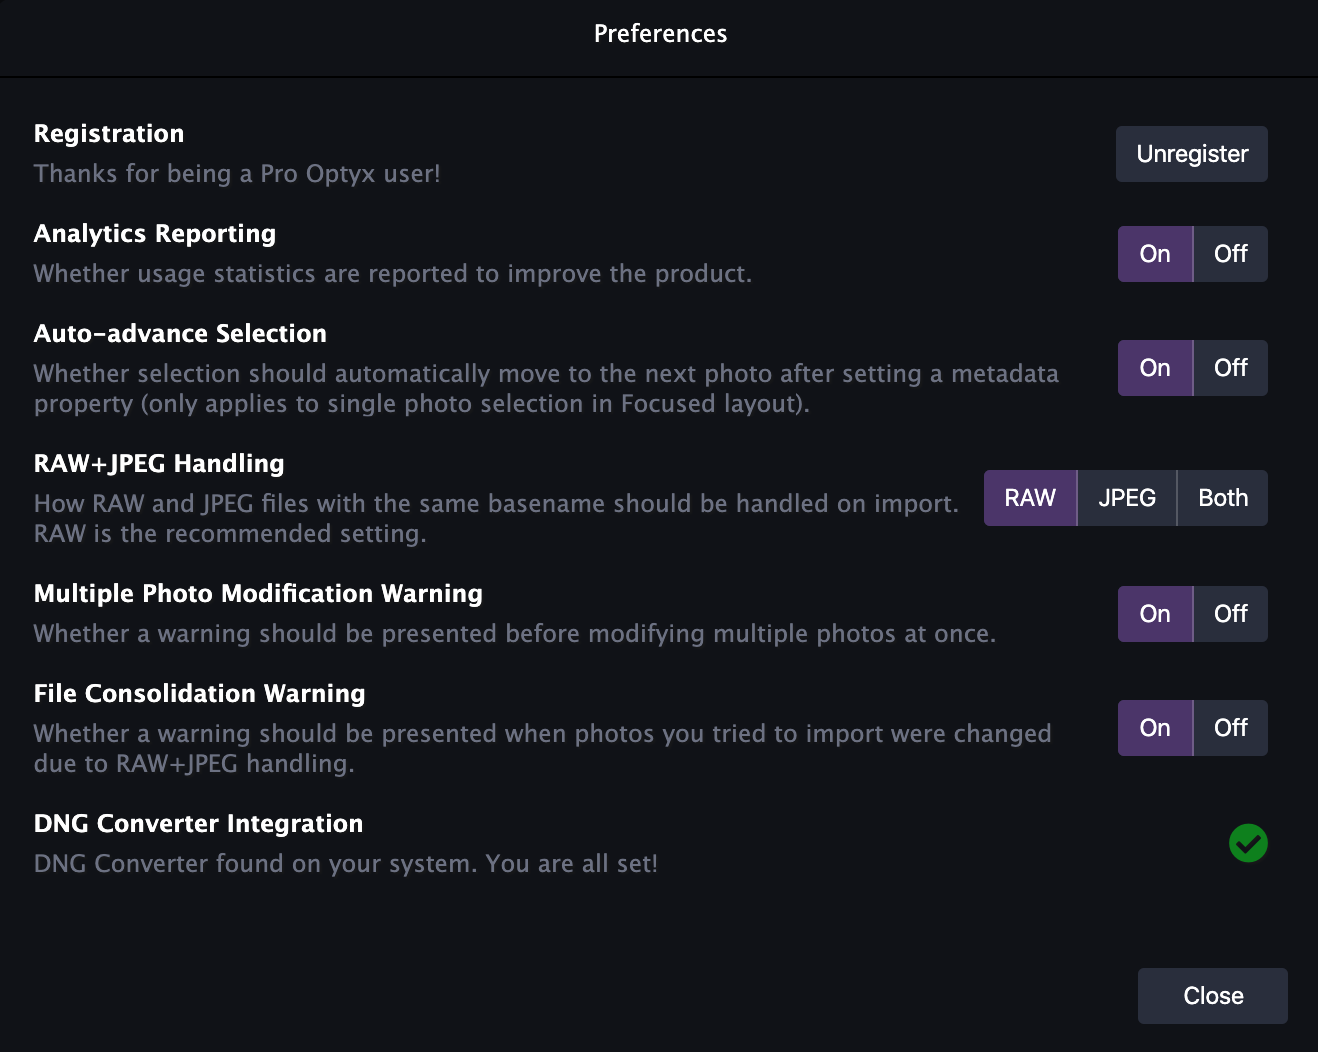 Preferences
Registration
Thanks for being a Pro Optyx user!
Unregister
Analytics Reporting
Whether usage statistics are reported to improve the product.
On Off
Auto-advance Selection
Whether selection should automatically move to the next photo after setting a metadata
property (only applies to single photo selection in Focused layout).
On Off
RAW+JPEG Handling
How RAW and JPEG files with the same basename should be handled on import.
RAW is the recommended setting.
RAW JPEG Both
Multiple Photo Modification Warning
Whether a warning should be presented before modifying multiple photos at once.
On Off
File Consolidation Warning
Whether a warning should be presented when photos you tried to import were changed
due to RAW+JPEG handling.
On Off
DNG Converter Integration
DNG Converter found on your system. You are all set!
Close